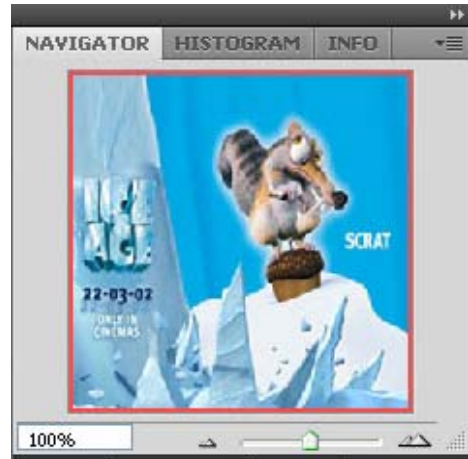 NAVIGATOR HISTOGRAM INFO
ICE
AGE
22-03-02
ONLY IN
CINEMAS
SCRAT
100%